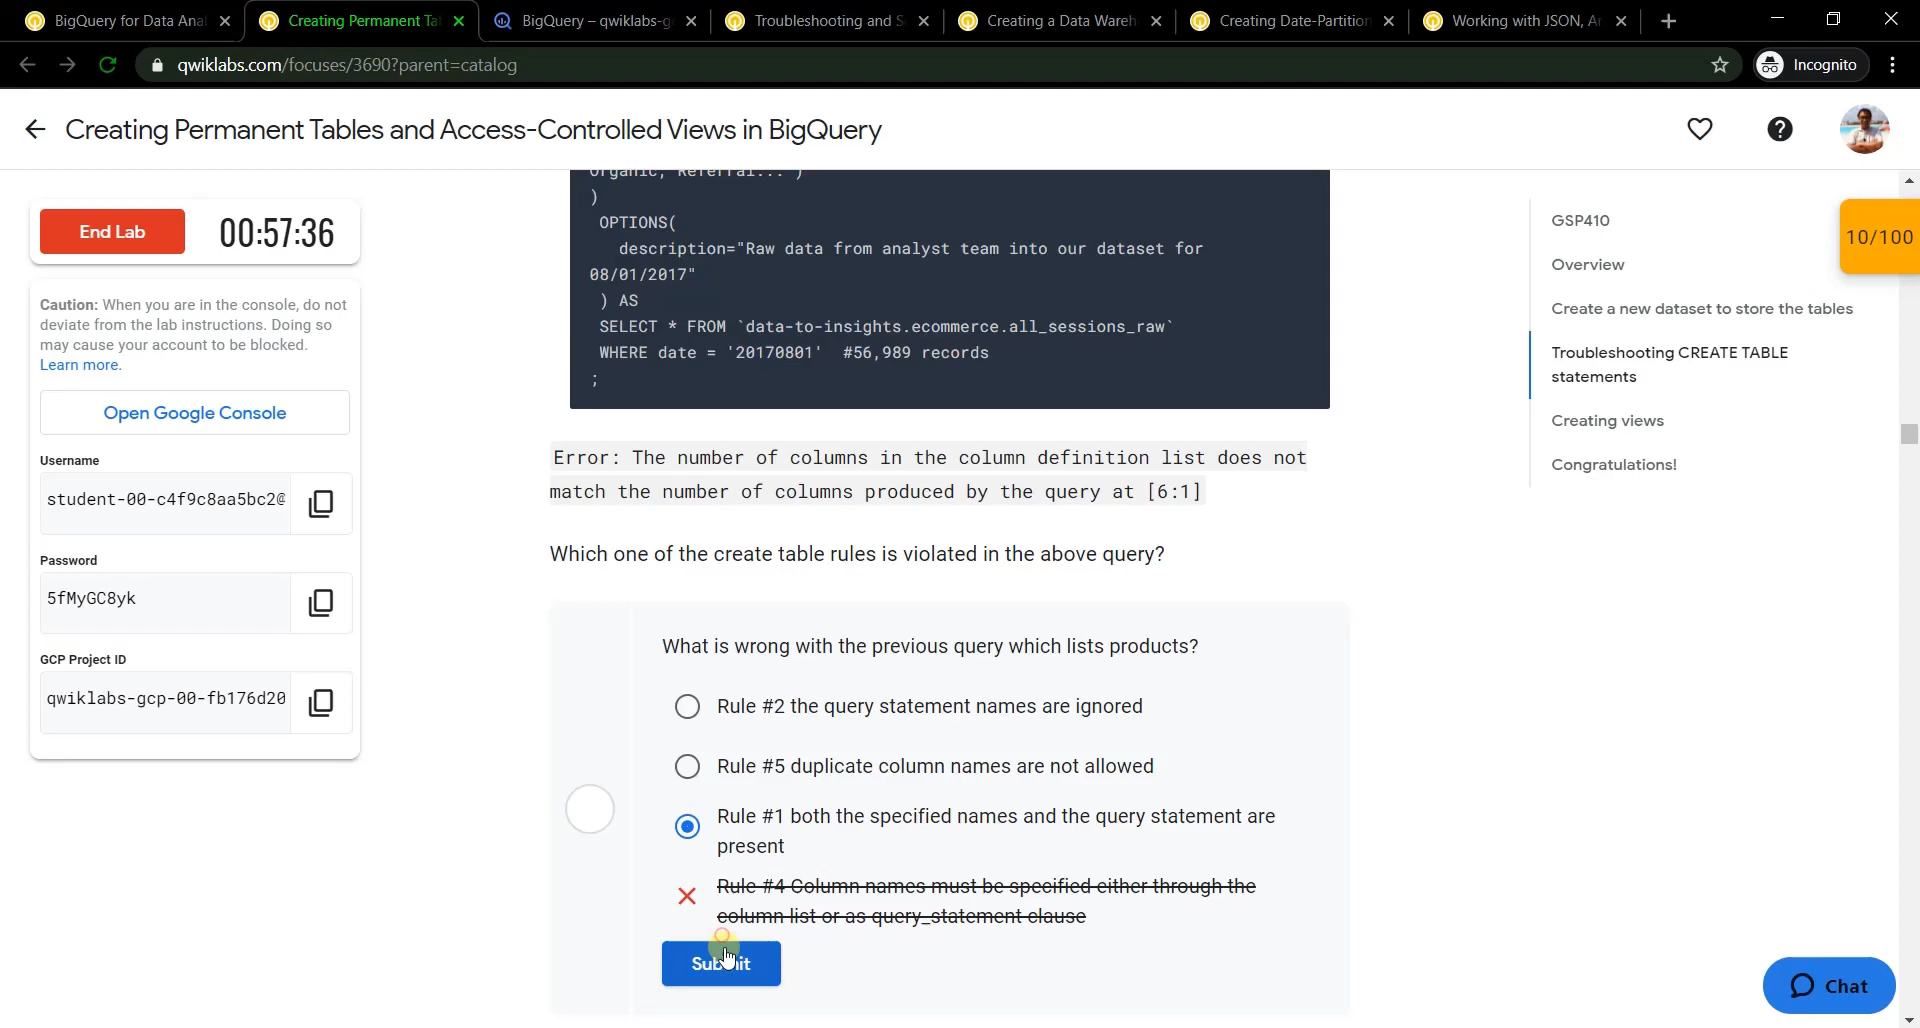 BigQuery for Data Anal
Creating Permanent Tab
BigQuery – qwiklabs-g
Troubleshooting and S
Creating a Data Wareh
Creating Date-Partition
Working with JSON, Ar
qwiklabs.com/focuses/3690?parent=catalog
Incognito
Creating Permanent Tables and Access-Controlled Views in BigQuery
End Lab
00:57:36
Caution: When you are in the console, do not
deviate from the lab instructions. Doing so
may cause your account to be blocked.
Learn more.
Open Google Console
Username
student-00-c4f9c8aa5bc2@
Password
5fMyGC8yk
GCP Project ID
qwiklabs-gcp-00-fb176d20
Organic, Referral... ")
)
OPTIONS(
description="Raw data from analyst team into our dataset for
08/01/2017"
) AS
SELECT * FROM `data-to-insights.ecommerce.all_sessions_raw`
WHERE date = '20170801' #56,989 records
;
Error: The number of columns in the column definition list does not
match the number of columns produced by the query at [6:1]
Which one of the create table rules is violated in the above query?
What is wrong with the previous query which lists products?
Rule #2 the query statement names are ignored
Rule #5 duplicate column names are not allowed
Rule #1 both the specified names and the query statement are
present
Rule #4 Column names must be specified either through the
column list or as query_statement clause
Submit
GSP410
Overview
Create a new dataset to store the tables
Troubleshooting CREATE TABLE
statements
Creating views
Congratulations!
10/100
Chat